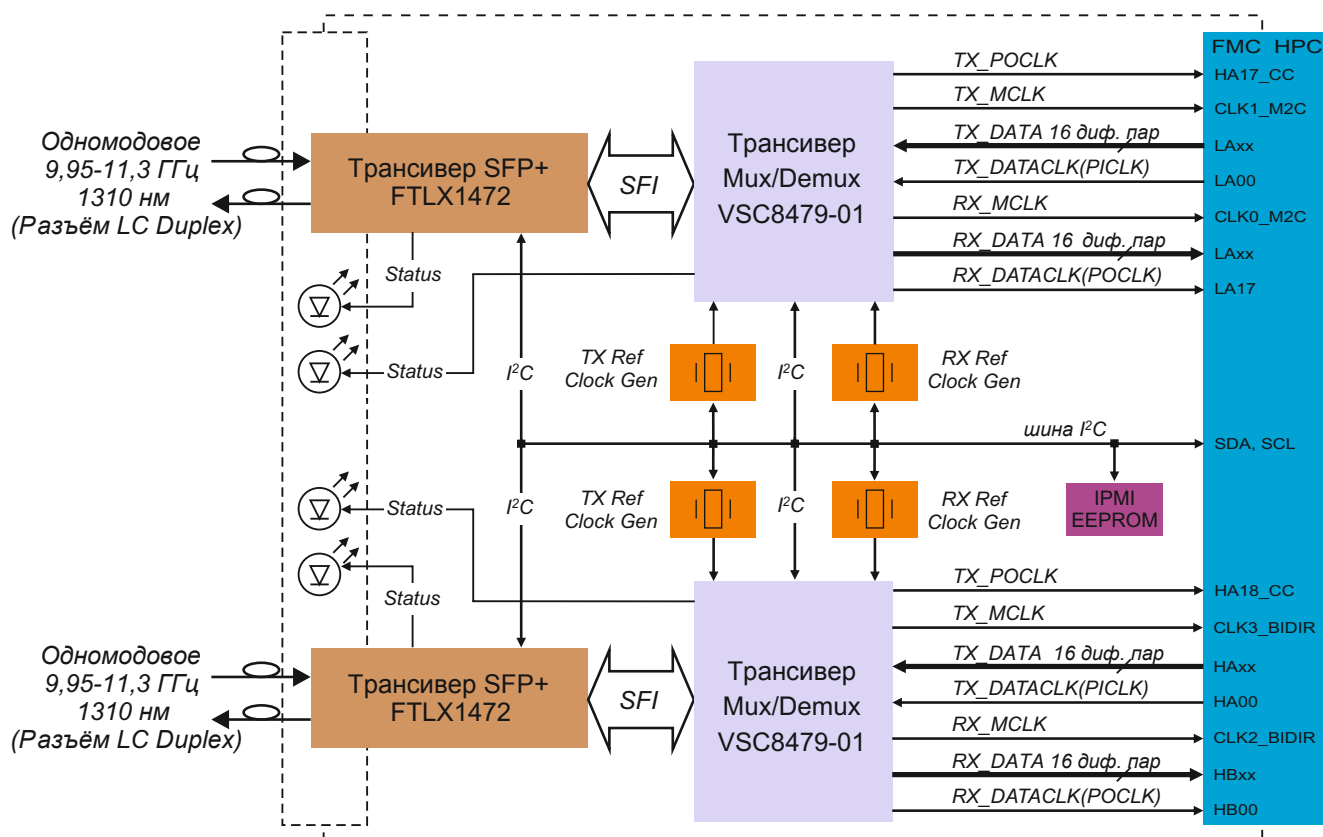 FMC HPC
TX_POCLK
HA17_CC
TX_MCLK
CLK1_M2C
TX_DATA 16 диф. пар
LAxx
TX_DATACLK(PICLK)
LA00
RX_MCLK
CLK0_M2C
RX_DATA 16 диф. пар
LAxx
RX_DATACLK(POCLK)
LA17
Одномодовое
9,95-11,3 ГГц
1310 нм
(Разъём LC Duplex)
Трансивер SFP+
FTLX1472
SFI
Трансивер
Mux/Demux
VSC8479-01
Status
Status
I²C
TX Ref
Clock Gen
I²C
RX Ref
Clock Gen
шина I²C
SDA, SCL
IPMI
EEPROM
Status
I²C
TX Ref
Clock Gen
I²C
RX Ref
Clock Gen
Status
Одномодовое
9,95-11,3 ГГц
1310 нм
(Разъём LC Duplex)
Трансивер SFP+
FTLX1472
SFI
Трансивер
Mux/Demux
VSC8479-01
TX_POCLK
HA18_CC
TX_MCLK
CLK3_BIDIR
TX_DATA 16 диф. пар
HAxx
TX_DATACLK(PICLK)
HA00
RX_MCLK
CLK2_BIDIR
RX_DATA 16 диф. пар
HBxx
RX_DATACLK(POCLK)
HB00